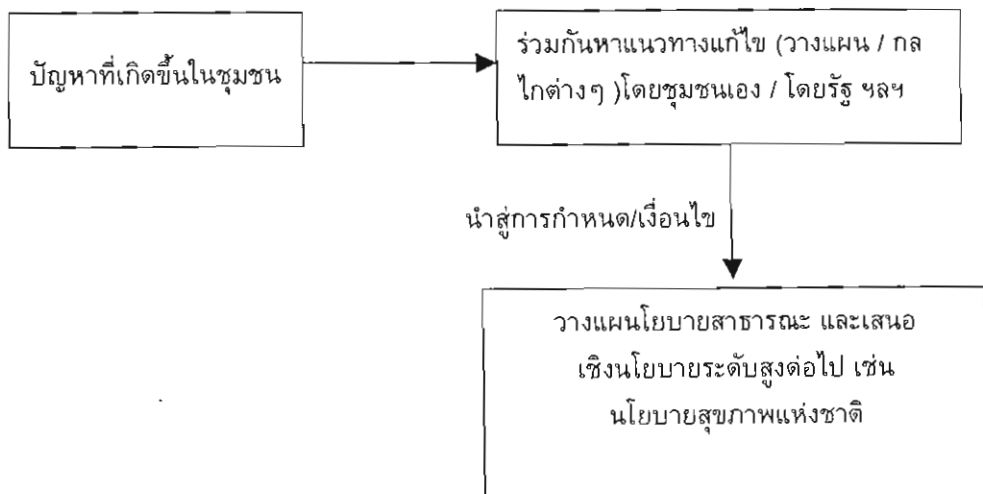 ปัญหาที่เกิดขึ้นในชุมชน
ร่วมกันหาแนวทางแก้ไข (วางแผน / กล
ไกต่างๆ )โดยชุมชนเอง / โดยรัฐ ฯลฯ
นำสู่การกำหนด/เงื่อนไข
วางแผนโยบายสาธารณะ และเสนอ
เชิงนโยบายระดับสูงต่อไป เช่น
นโยบายสุขภาพแห่งชาติ